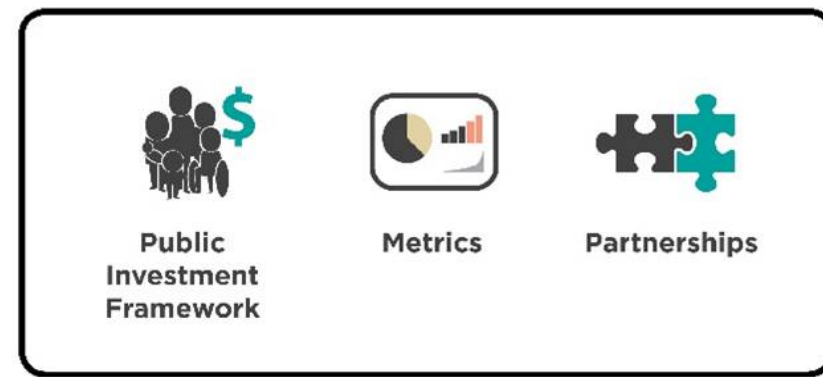 $
Public
Investment
Framework
Metrics
Partnerships